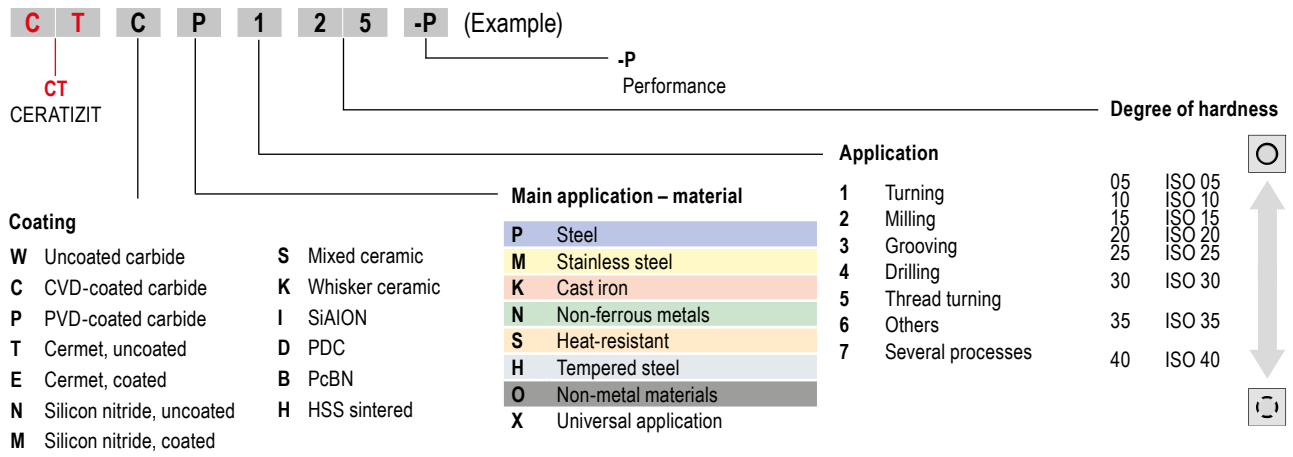 C T C P 1 2 5 -P (Example)
-P
Performance
CT
CERATIZIT
Degree of hardness
05 ISO 05
10 ISO 10
15 ISO 15
20 ISO 20
25 ISO 25
30 ISO 30
35 ISO 35
40 ISO 40
Application
1 Turning
2 Milling
3 Grooving
4 Drilling
5 Thread turning
6 Others
7 Several processes
Main application – material
P Steel
M Stainless steel
K Cast iron
N Non-ferrous metals
S Heat-resistant
H Tempered steel
O Non-metal materials
X Universal application
Coating
W Uncoated carbide
C CVD-coated carbide
P PVD-coated carbide
T Cermet, uncoated
E Cermet, coated
N Silicon nitride, uncoated
M Silicon nitride, coated
S Mixed ceramic
K Whisker ceramic
I SiAlON
D PDC
B PcBN
H HSS sintered